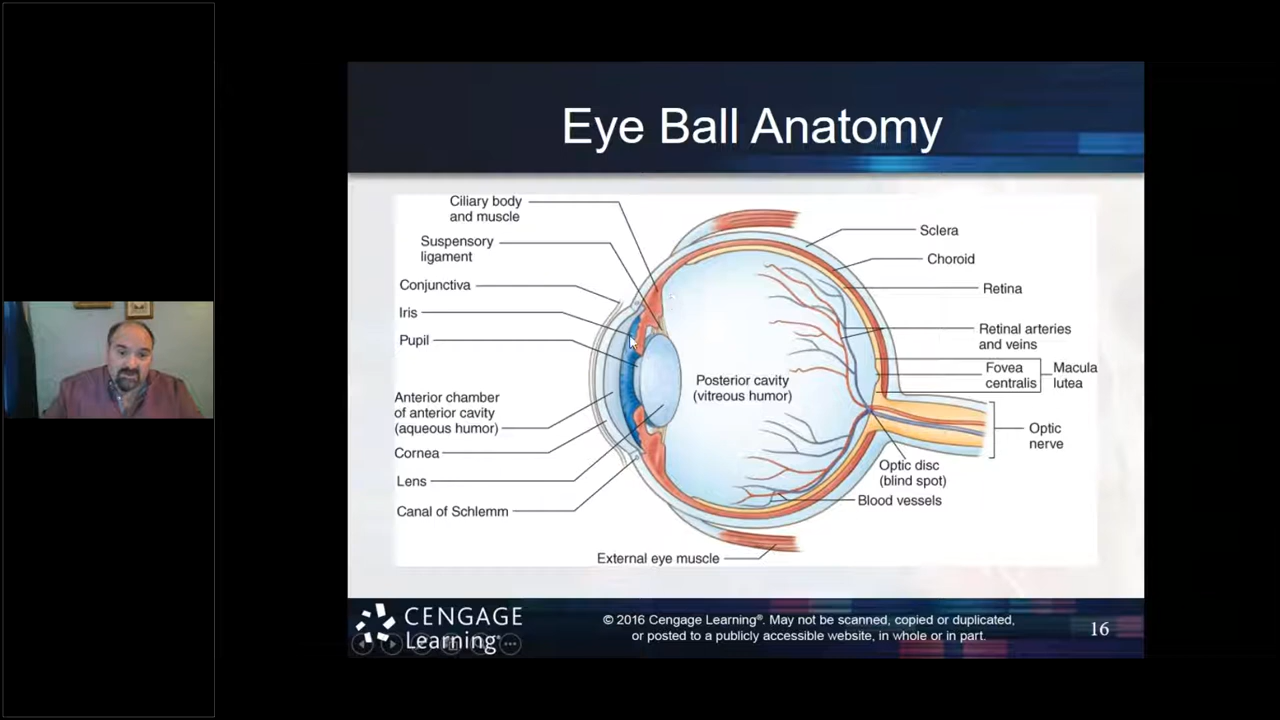 Eye Ball Anatomy
Ciliary body
and muscle
Suspensory
ligament
Conjunctiva
Iris
Pupil
Anterior chamber
of anterior cavity
(aqueous humor)
Cornea
Lens
Canal of Schlemm
External eye muscle
Posterior cavity
(vitreous humor)
Sclera
Choroid
Retina
Retinal arteries
and veins
Fovea
centralis
Macula
lutea
Optic
nerve
Optic disc
(blind spot)
Blood vessels
CENGAGE
Learning®
© 2016 Cengage Learning®. May not be scanned, copied or duplicated,
or posted to a publicly accessible website, in whole or in part.
16